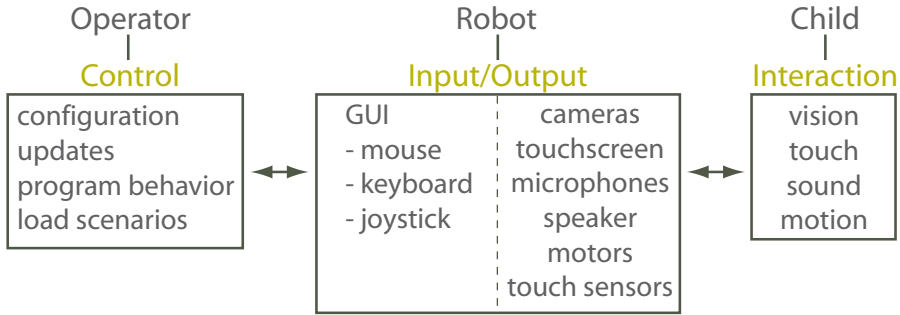 Operator
Control
configuration
updates
program behavior
load scenarios
Robot
Input/Output
GUI
- mouse
- keyboard
- joystick
cameras
touchscreen
microphones
speaker
motors
touch sensors
Child
Interaction
vision
touch
sound
motion